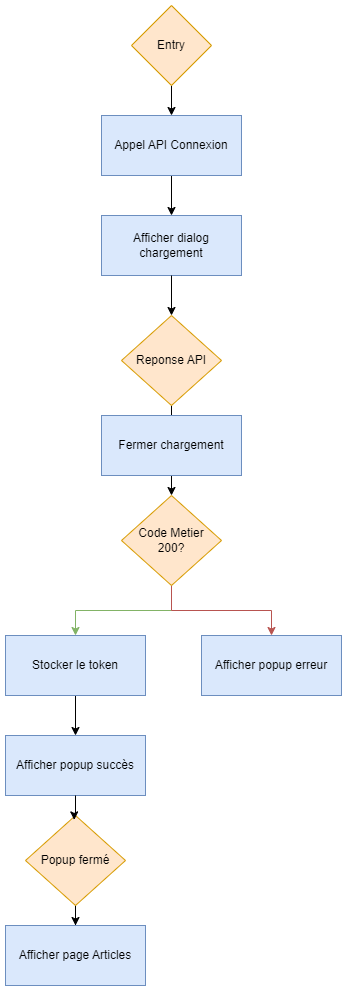 Entry
Appel API Connexion
Afficher dialog
chargement
Reponse API
Fermer chargement
Code Metier
200?
Stocker le token
Afficher popup erreur
Afficher popup succès
Popup fermé
Afficher page Articles